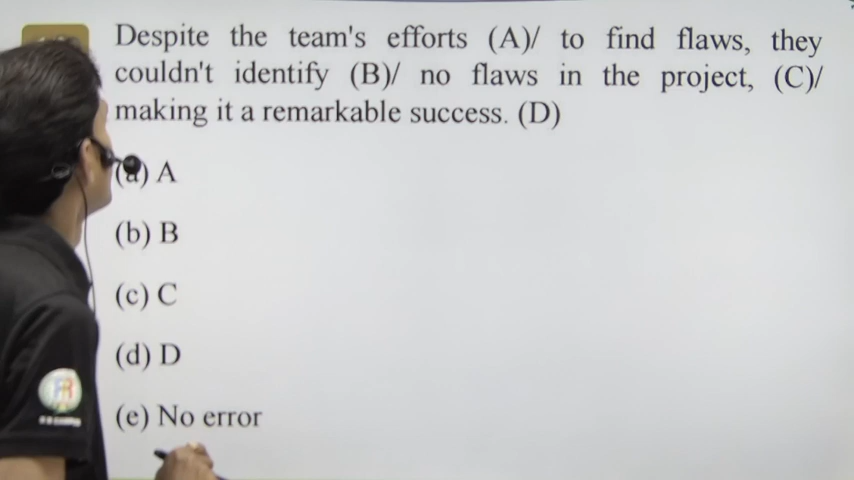 Despite the team's efforts (A)/ to find flaws, they
couldn't identify (B)/ no flaws in the project, (C)/
making it a remarkable success. (D)
(a) A
(b) B
(c) C
(d) D
(e) No error